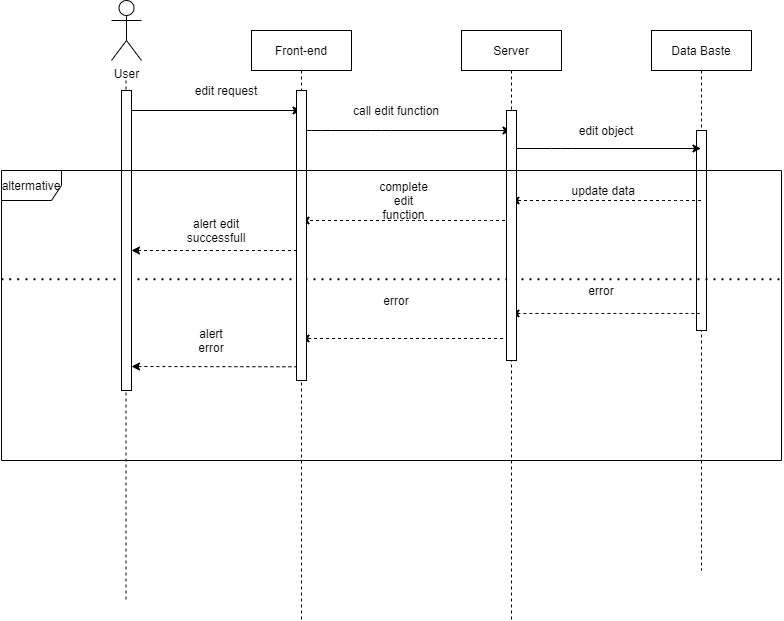 User
Front-end
Server
Data Baste
edit request
call edit function
edit object
altermative
update data
complete
edit
function
alert edit
successfull
error
error
alert
error